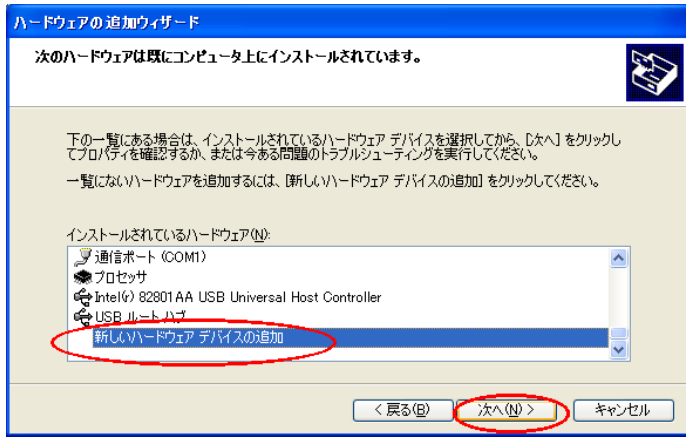 ハードウェアの追加ウィザード
次のハードウェアは既にコンピュータ上にインストールされています。
下の一覧にある場合は、インストールされているハードウェア デバイスを選択してから、[次へ] をクリックし
てプロパティを確認するか、または今ある問題のトラブルシューティングを実行してください。
一覧にないハードウェアを追加するには、[新しいハードウェア デバイスの追加] をクリックしてください。
インストールされているハードウェア(N):
通信ポート (COM1)
プロセッサ
Intel(r) 82801AA USB Universal Host Controller
USB ルート ハブ
新しいハードウェア デバイスの追加
< 戻る(B) 次へ(N) > キャンセル